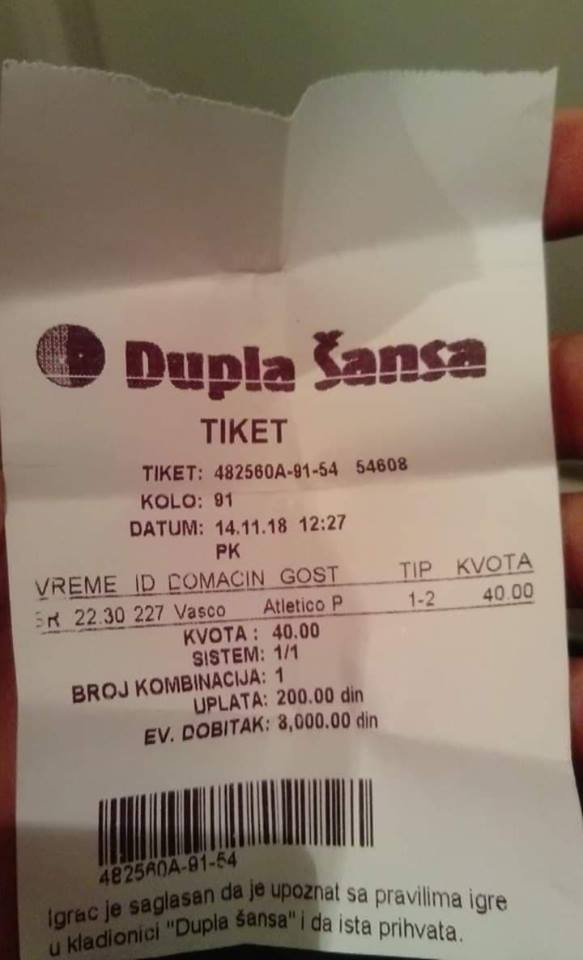 Dupla Šansa
TIKET
TIKET: 482560A-91-54 54608
KOLO: 91
DATUM: 14.11.18 12:27
PK
VREME ID DOMACIN GOST TIP KVOTA
SR 22.30 227 Vasco Atletico P 1-2 40.00
KVOTA : 40.00
SISTEM: 1/1
BROJ KOMBINACIJA: 1
UPLATA: 200.00 din
EV. DOBITAK: 8,000.00 din
482560A-91-54
Igrac je saglasan da je upoznat sa pravilima igre
u kladionici "Dupla šansa" i da ista prihvata.